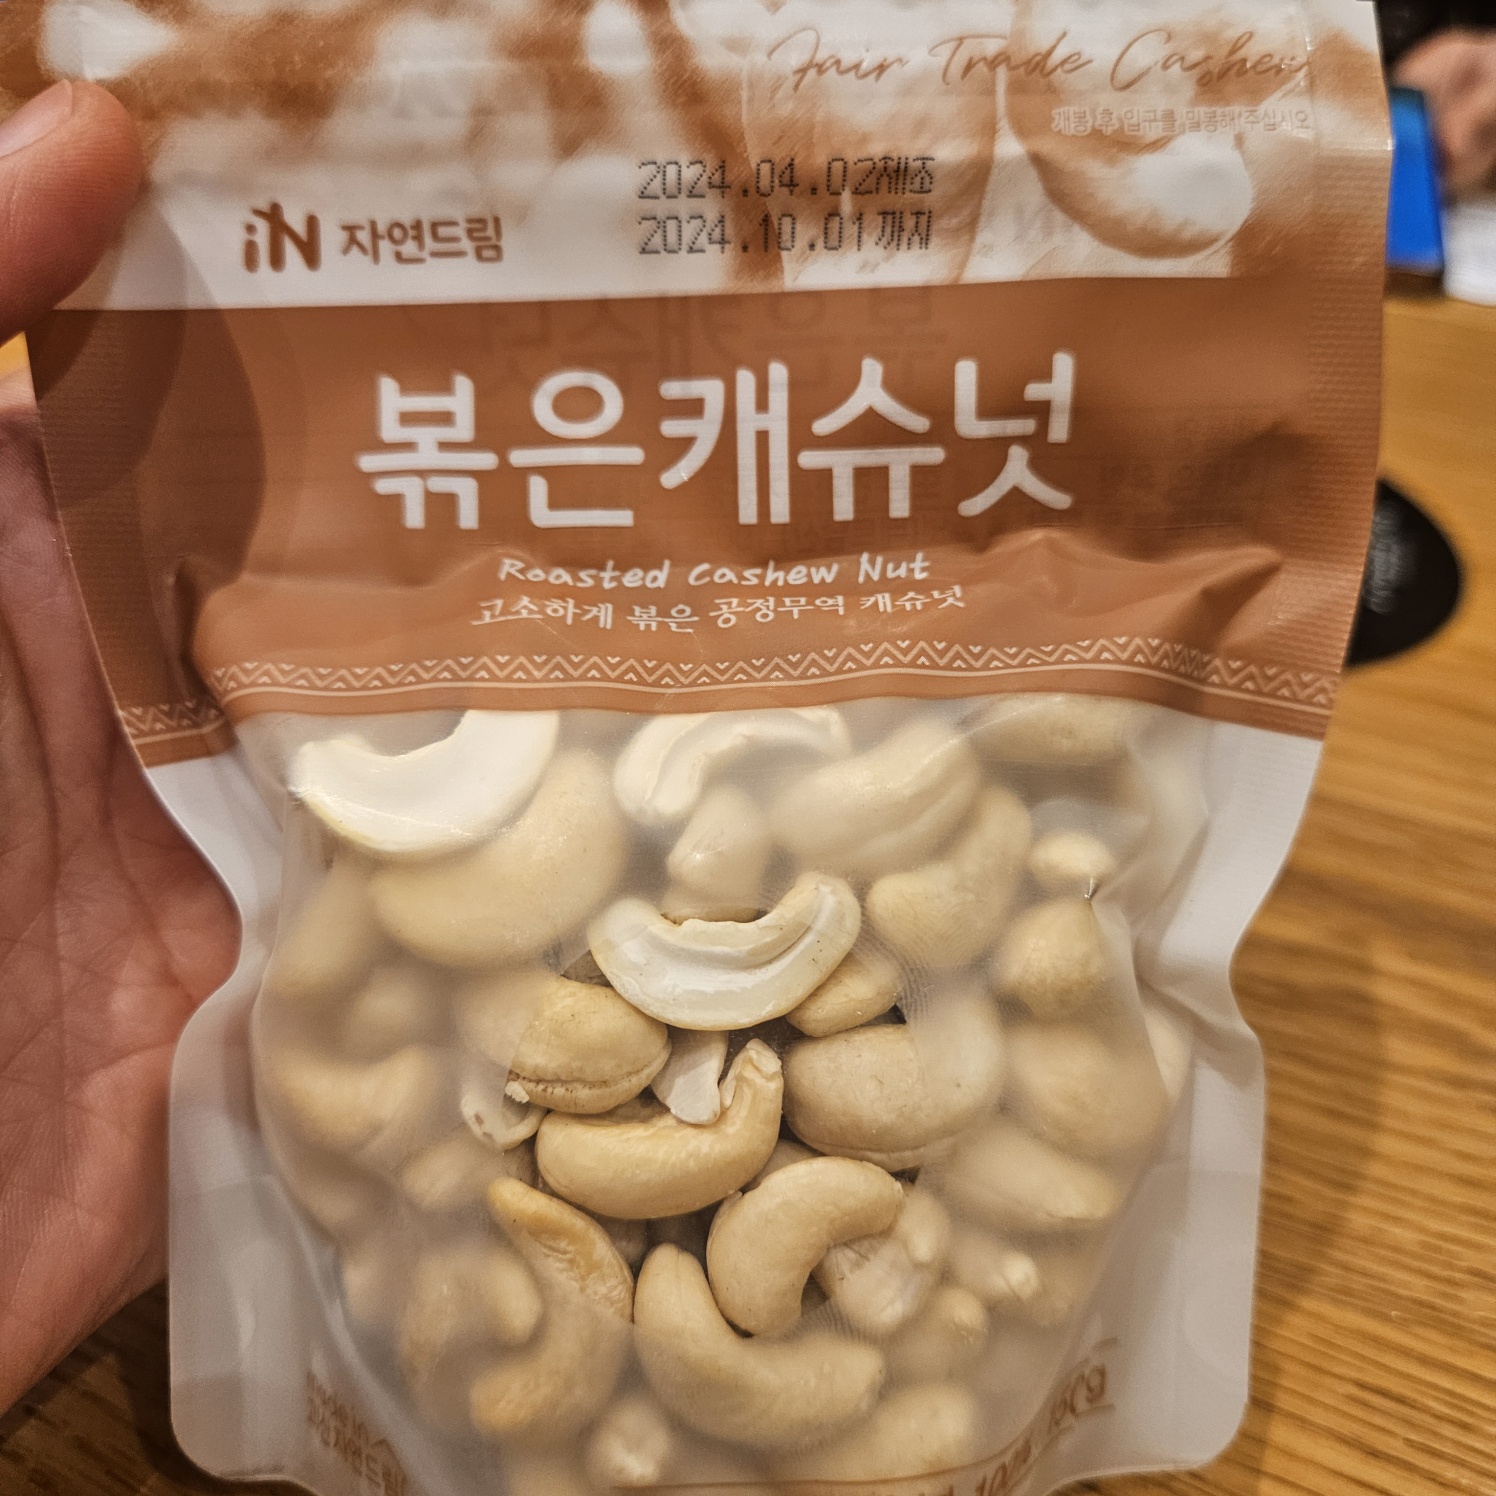 Fair Trade Cashew
개봉 후 입구를 밀봉해 주십시오
2024.04.02제조
2024.10.01까지
iN 자연드림
볶은캐슈넛
Roasted Cashew Nut
고소하게 볶은 공정무역 캐슈넛